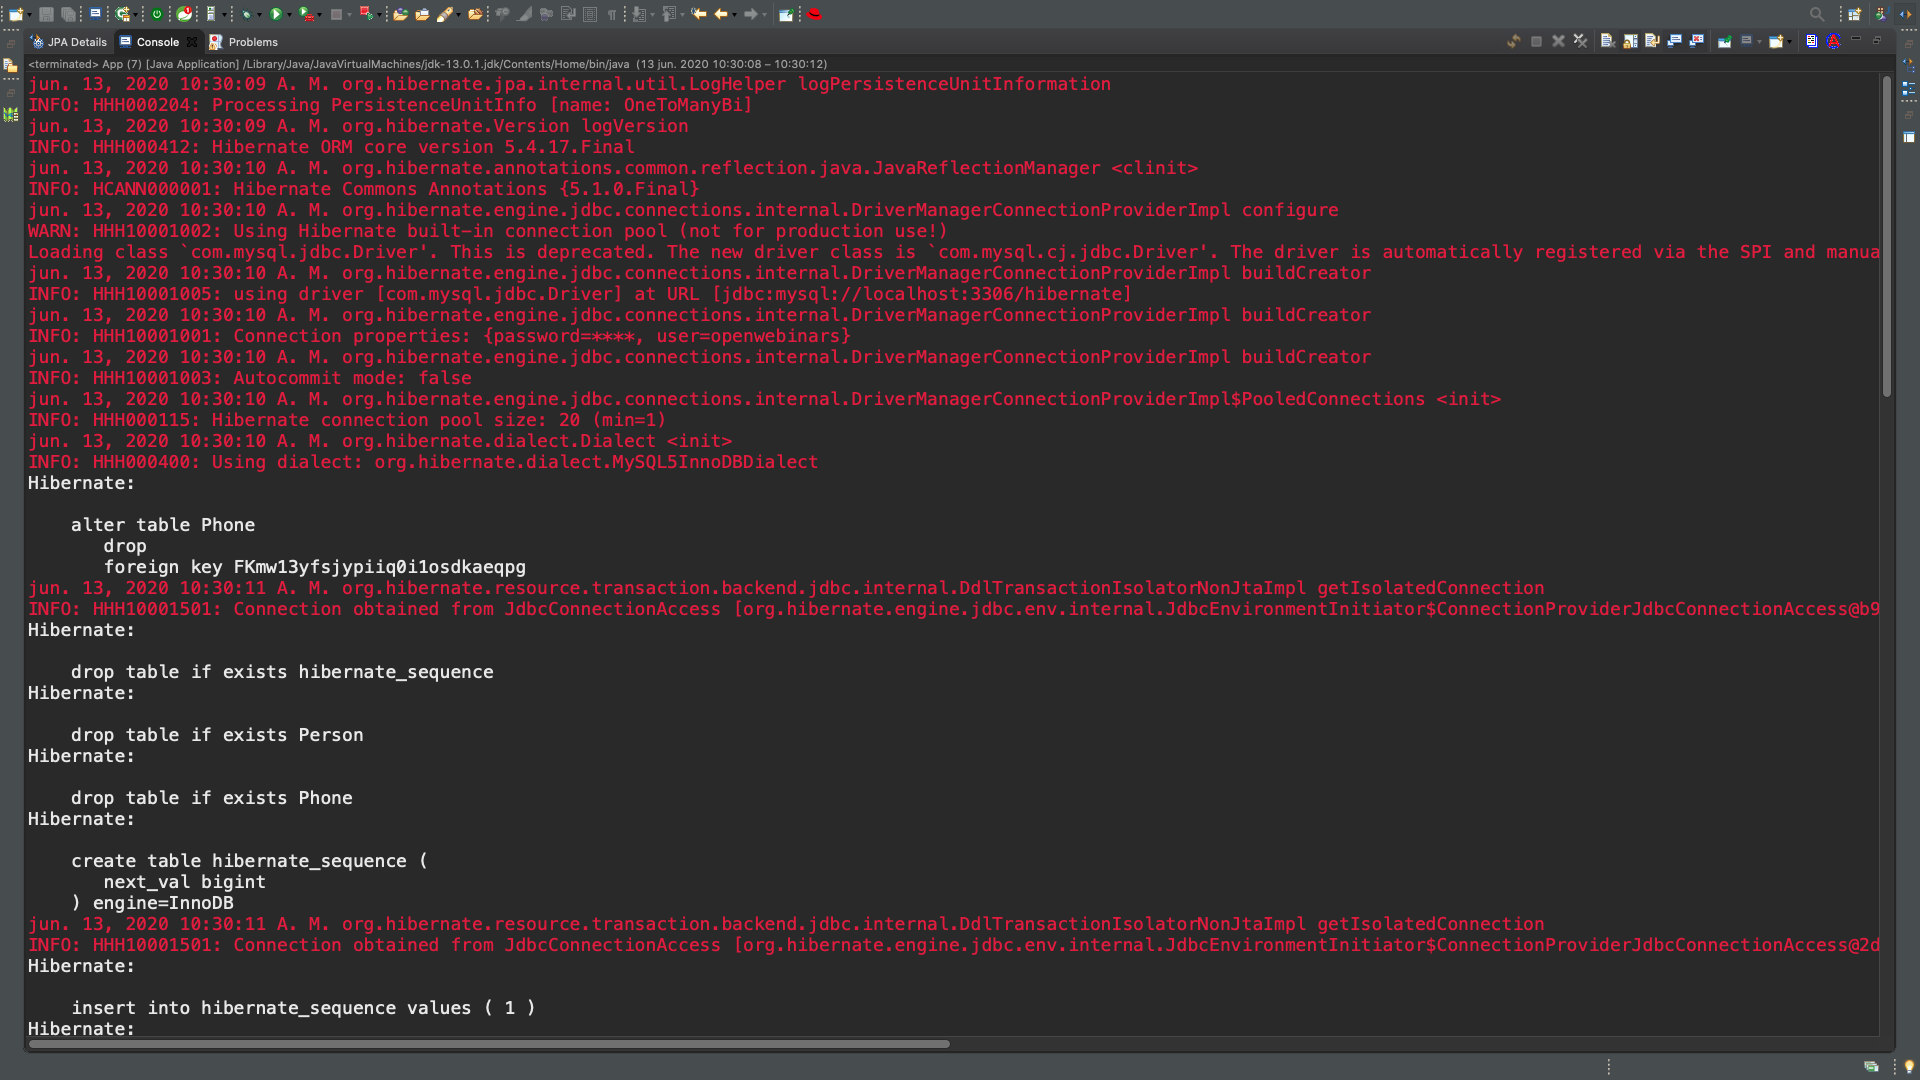 JPA Details
Console
Problems
<terminated> App (7) [Java Application] /Library/Java/JavaVirtualMachines/jdk-13.0.1.jdk/Contents/Home/bin/java  (13 jun. 2020 10:30:08 – 10:30:12)
jun. 13, 2020 10:30:09 A. M. org.hibernate.jpa.internal.util.LogHelper logPersistenceUnitInformation
INFO: HHH000204: Processing PersistenceUnitInfo [name: OneToManyBi]
jun. 13, 2020 10:30:09 A. M. org.hibernate.Version logVersion
INFO: HHH000412: Hibernate ORM core version 5.4.17.Final
jun. 13, 2020 10:30:10 A. M. org.hibernate.annotations.common.reflection.java.JavaReflectionManager <clinit>
INFO: HCANN000001: Hibernate Commons Annotations {5.1.0.Final}
jun. 13, 2020 10:30:10 A. M. org.hibernate.engine.jdbc.connections.internal.DriverManagerConnectionProviderImpl configure
WARN: HHH10001002: Using Hibernate built-in connection pool (not for production use!)
Loading class `com.mysql.jdbc.Driver'. This is deprecated. The new driver class is `com.mysql.cj.jdbc.Driver'. The driver is automatically registered via the SPI and manua
jun. 13, 2020 10:30:10 A. M. org.hibernate.engine.jdbc.connections.internal.DriverManagerConnectionProviderImpl buildCreator
INFO: HHH10001005: using driver [com.mysql.jdbc.Driver] at URL [jdbc:mysql://localhost:3306/hibernate]
jun. 13, 2020 10:30:10 A. M. org.hibernate.engine.jdbc.connections.internal.DriverManagerConnectionProviderImpl buildCreator
INFO: HHH10001001: Connection properties: {password=****, user=openwebinars}
jun. 13, 2020 10:30:10 A. M. org.hibernate.engine.jdbc.connections.internal.DriverManagerConnectionProviderImpl buildCreator
INFO: HHH10001003: Autocommit mode: false
jun. 13, 2020 10:30:10 A. M. org.hibernate.engine.jdbc.connections.internal.DriverManagerConnectionProviderImpl$PooledConnections <init>
INFO: HHH000115: Hibernate connection pool size: 20 (min=1)
jun. 13, 2020 10:30:10 A. M. org.hibernate.dialect.Dialect <init>
INFO: HHH000400: Using dialect: org.hibernate.dialect.MySQL5InnoDBDialect
Hibernate:
    alter table Phone
       drop
       foreign key FKmw13yfsjypiiq0i1osdkaeqpg
jun. 13, 2020 10:30:11 A. M. org.hibernate.resource.transaction.backend.jdbc.internal.DdlTransactionIsolatorNonJtaImpl getIsolatedConnection
INFO: HHH10001501: Connection obtained from JdbcConnectionAccess [org.hibernate.engine.jdbc.env.internal.JdbcEnvironmentInitiator$ConnectionProviderJdbcConnectionAccess@b9
Hibernate:
    drop table if exists hibernate_sequence
Hibernate:
    drop table if exists Person
Hibernate:
    drop table if exists Phone
Hibernate:
    create table hibernate_sequence (
       next_val bigint
    ) engine=InnoDB
jun. 13, 2020 10:30:11 A. M. org.hibernate.resource.transaction.backend.jdbc.internal.DdlTransactionIsolatorNonJtaImpl getIsolatedConnection
INFO: HHH10001501: Connection obtained from JdbcConnectionAccess [org.hibernate.engine.jdbc.env.internal.JdbcEnvironmentInitiator$ConnectionProviderJdbcConnectionAccess@2d
Hibernate:
    insert into hibernate_sequence values ( 1 )
Hibernate: